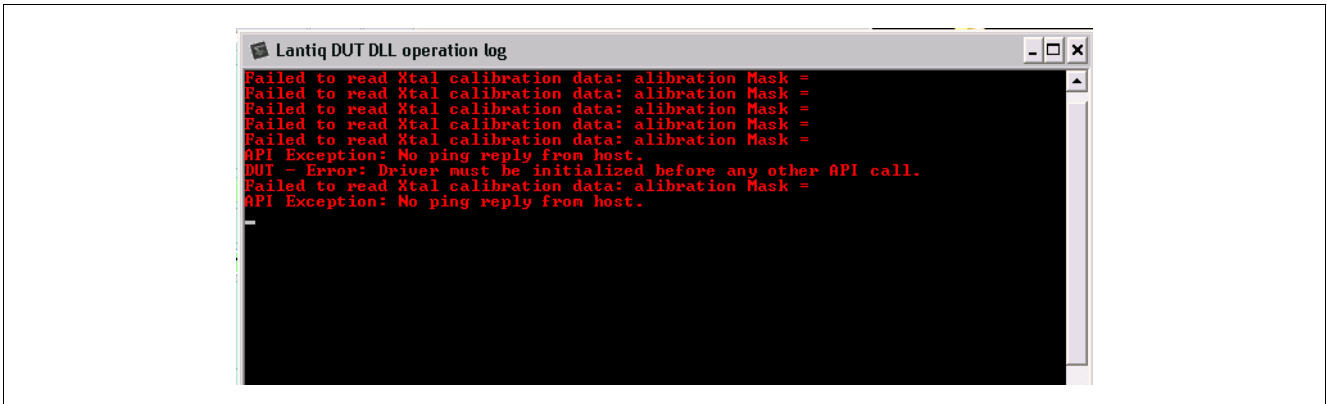 Lantiq DUT DLL operation log
Failed to read Xtal calibration data: alibration Mask =
Failed to read Xtal calibration data: alibration Mask =
Failed to read Xtal calibration data: alibration Mask =
Failed to read Xtal calibration data: alibration Mask =
Failed to read Xtal calibration data: alibration Mask =
API Exception: No ping reply from host.
DUT - Error: Driver must be initialized before any other API call.
Failed to read Xtal calibration data: alibration Mask =
API Exception: No ping reply from host.